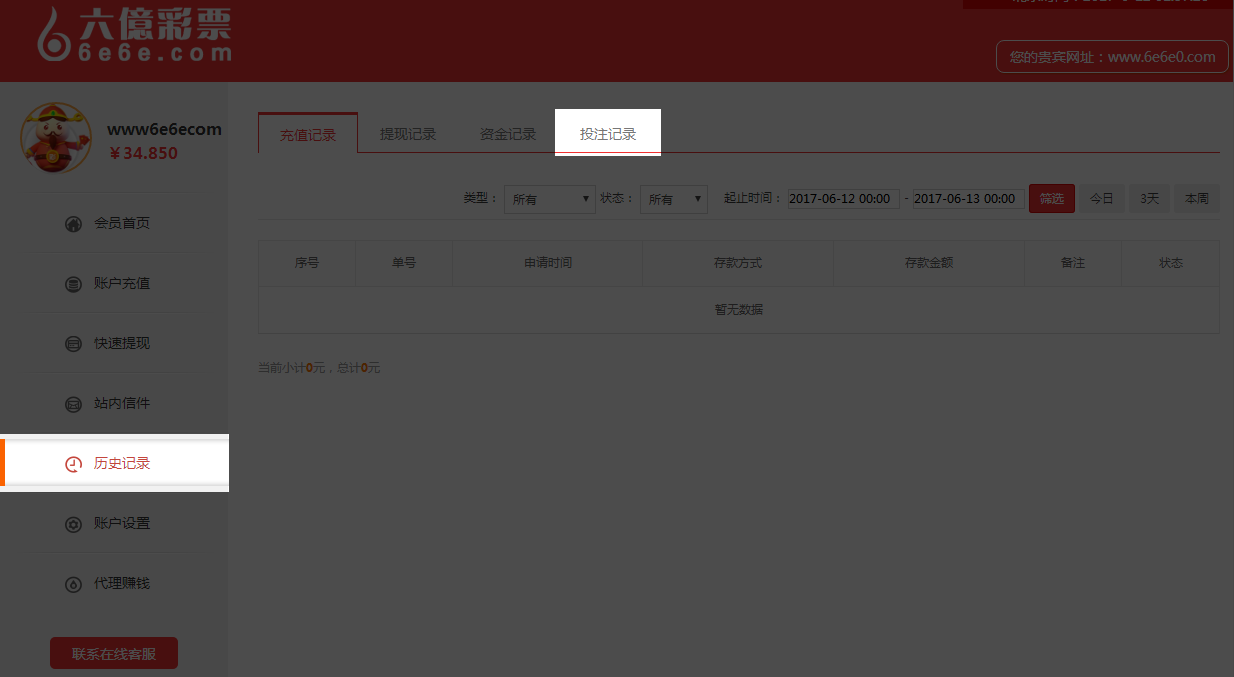 六億彩票
6e6e.com
您的贵宾网址：www.6e6e0.com
www6e6ecom
￥34.850
会员首页
账户充值
快速提现
站内信件
历史记录
账户设置
代理赚钱
联系在线客服
充值记录 提现记录 资金记录 投注记录
类型： 所有 状态： 所有 起止时间： 2017-06-12 00:00 - 2017-06-13 00:00 筛选 今日 3天 本周
序号 单号 申请时间 存款方式 存款金额 备注 状态
暂无数据
当前小计0元，总计0元